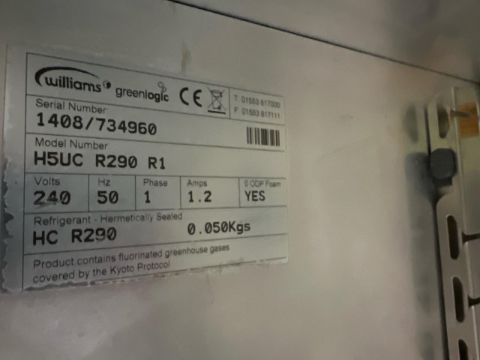 williams greenlogic CE T 01553 817000
F 01553 817111
Serial Number
1408/734960
Model Number
H5UC R290 R1
Volts Hz Phase Amps 0 ODP Foam
240 50 1 1.2 YES
Refrigerant - Hermetically Sealed
HC R290 0.050Kgs
Product contains fluorinated greenhouse gases
covered by the Kyoto Protocol